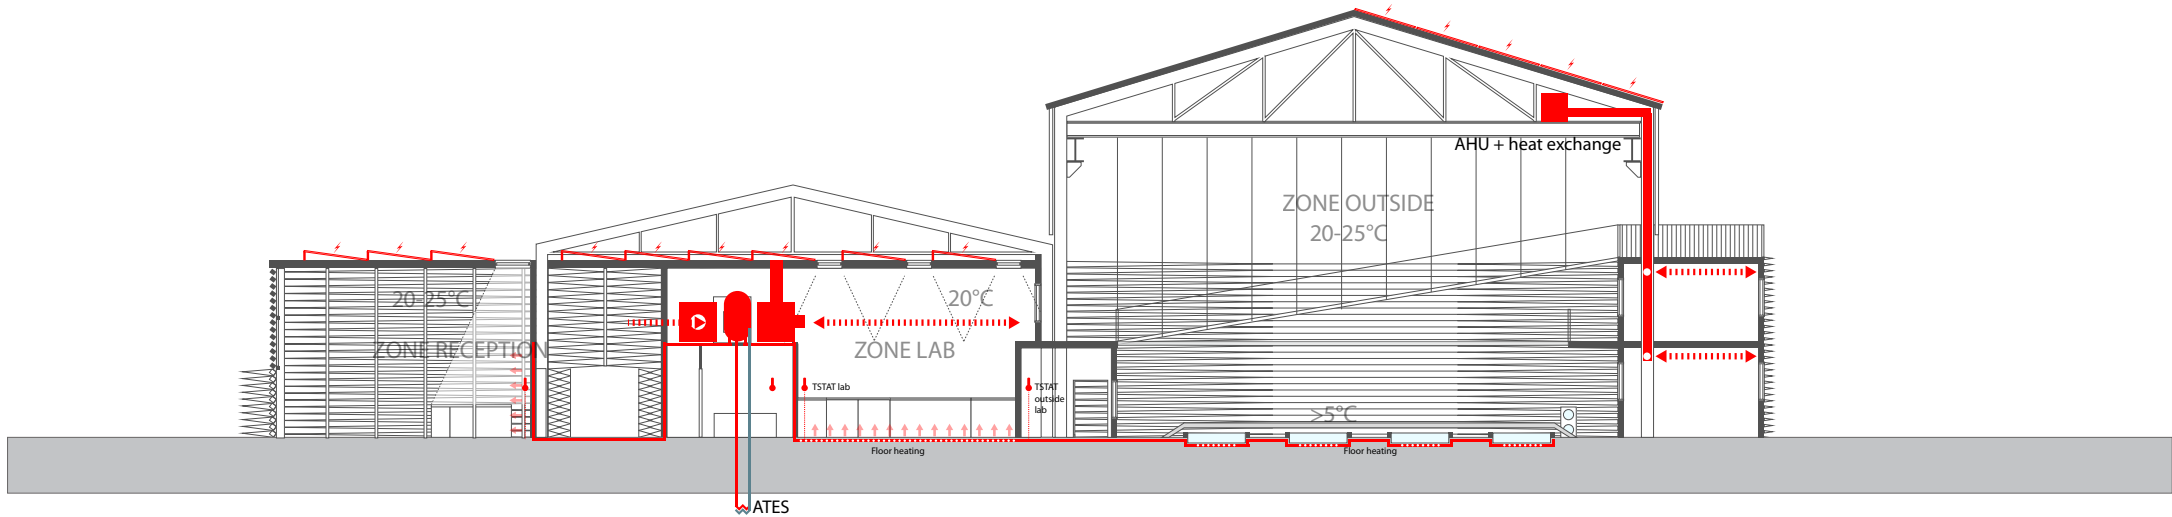 AHU + heat exchange
ZONE OUTSIDE
20-25°C
20-25°C
20°C
ZONE RECEPTION
ZONE LAB
TSTAT lab
TSTAT
outside
lab
>5°C
Floor heating
Floor heating
ATES